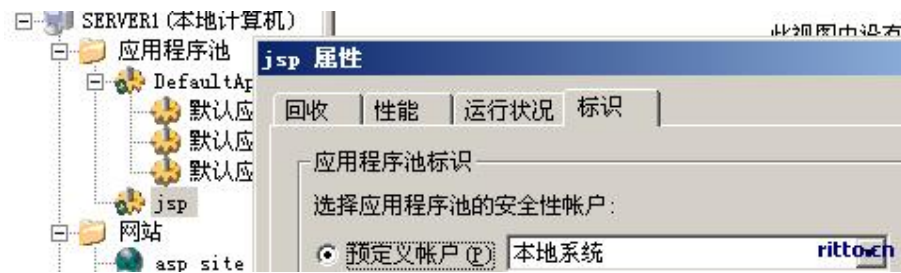 SERVER1(本地计算机)
此视图中没有
应用程序池
jsp 属性
DefaultAp
默认应
默认应
默认应
jsp
网站
asp site
回收
性能
运行状况
标识
应用程序池标识
选择应用程序池的安全性帐户:
预定义帐户(P)
本地系统
ritto.cn